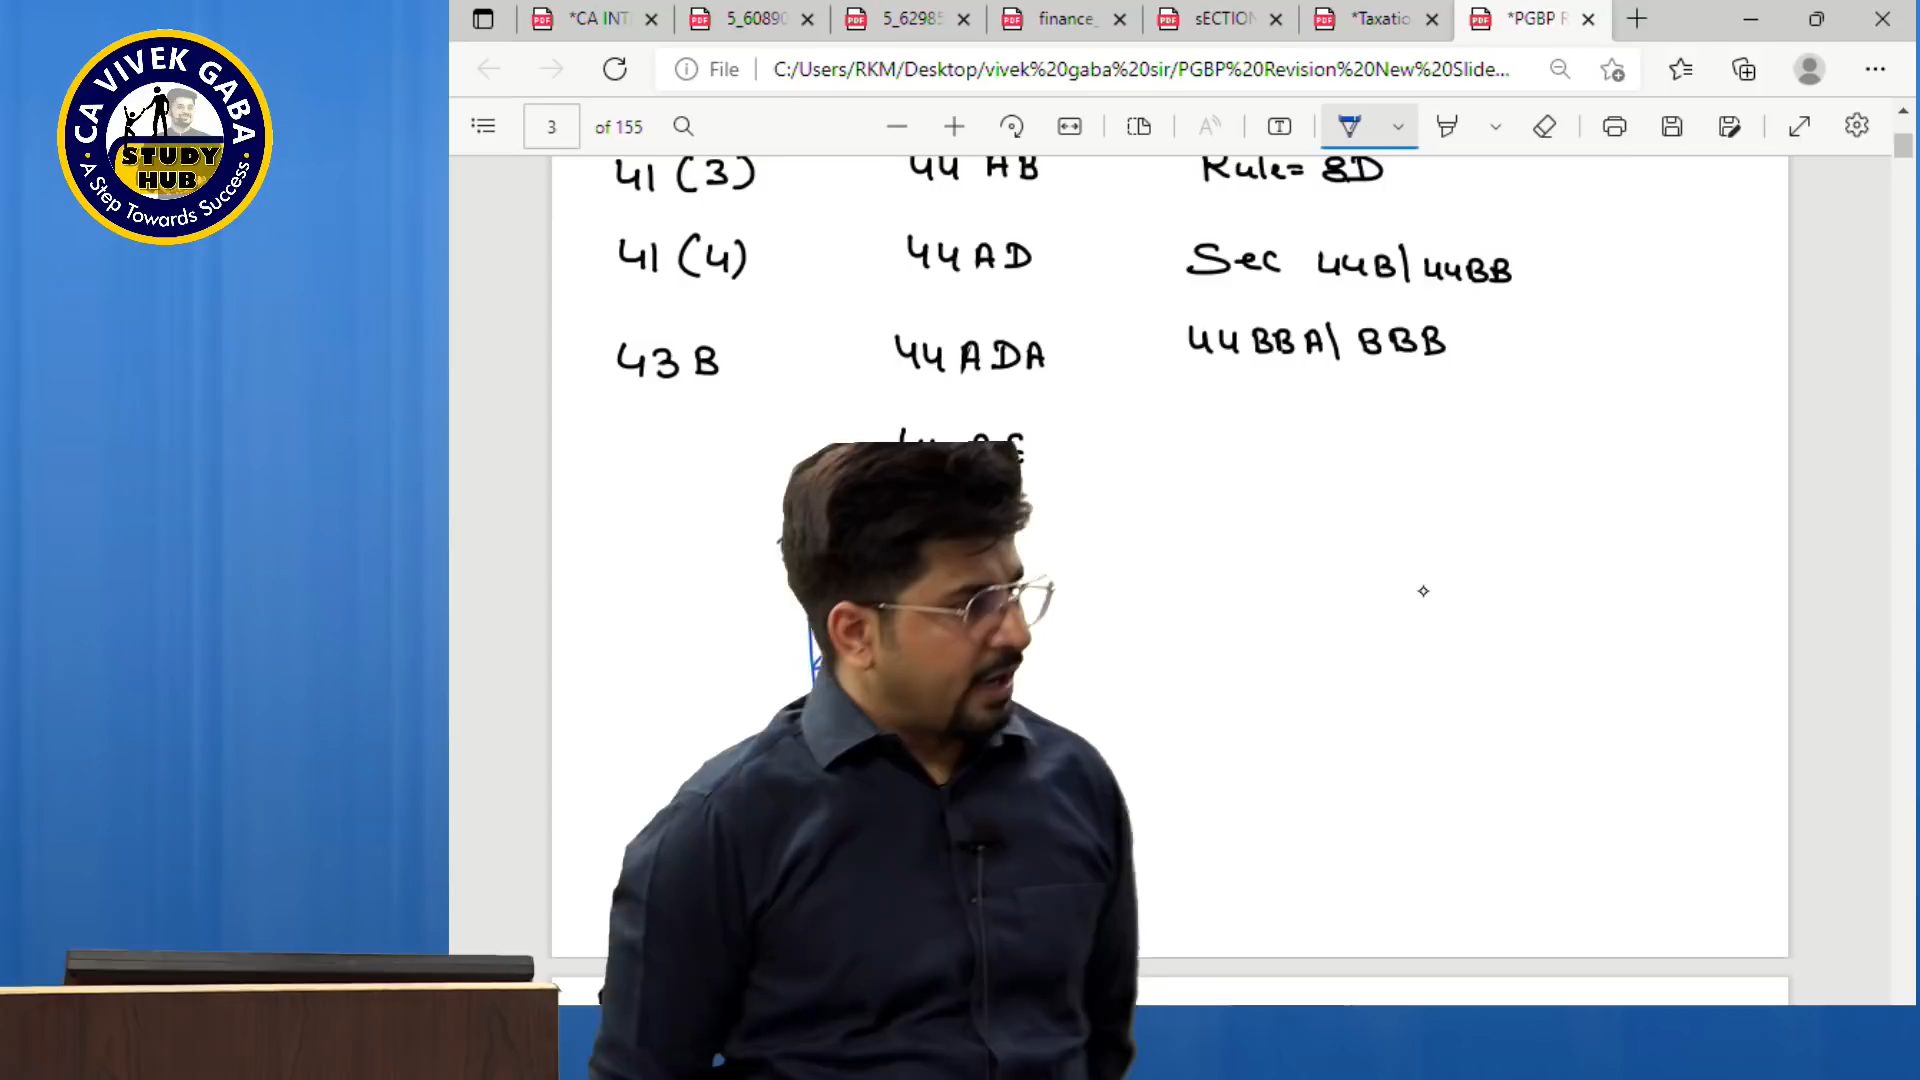 CA VIVEK GABA
STUDY
HUB
A Step Towards Success
*CA INT
5_6089
5_6298
finance_
sECTION
*Taxatio
*PGBP R
File
C:/Users/RKM/Desktop/vivek%20gaba%20sir/PGBP%20Revision%20New%20Slide...
3 of 155
41 (3) 44 AB Rule= 8D
41 (4) 44 AD Sec 44B\44BB
43 B 44 ADA 44 BBA\ BBB